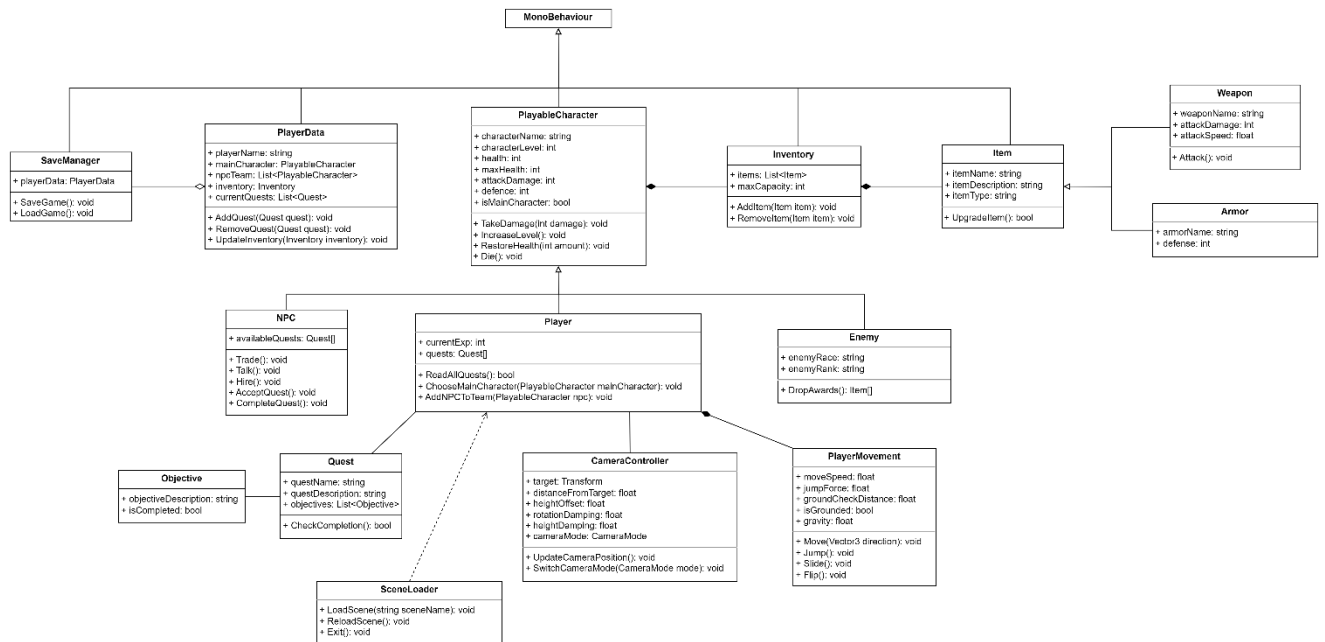 MonoBehaviour
SaveManager
+ playerData: PlayerData
+ SaveGame(): void
+ LoadGame(): void
PlayerData
+ playerName: string
+ mainCharacter: PlayableCharacter
+ npcTeam: List<PlayableCharacter>
+ inventory: Inventory
+ currentQuests: List<Quest>
+ AddQuest(Quest quest): void
+ RemoveQuest(Quest quest): void
+ UpdateInventory(Inventory inventory): void
PlayableCharacter
+ characterName: string
+ characterLevel: int
+ health: int
+ maxHealth: int
+ attackDamage: int
+ defence: int
+ isMainCharacter: bool
+ TakeDamage(int damage): void
+ IncreaseLevel(): void
+ RestoreHealth(int amount): void
+ Die(): void
Inventory
+ items: List<Item>
+ maxCapacity: int
+ AddItem(Item item): void
+ RemoveItem(Item item): void
Item
+ itemName: string
+ itemDescription: string
+ itemType: string
+ UpgradeItem(): bool
Weapon
+ weaponName: string
+ attackDamage: int
+ attackSpeed: float
+ Attack(): void
Armor
+ armorName: string
+ defense: int
NPC
+ availableQuests: Quest[]
+ Trade(): void
+ Talk(): void
+ Hire(): void
+ AcceptQuest(): void
+ CompleteQuest(): void
Player
+ currentExp: int
+ quests: Quest[]
+ ReadAllQuests(): bool
+ ChooseMainCharacter(PlayableCharacter mainCharacter): void
+ AddNPCToTeam(PlayableCharacter npc): void
Enemy
+ enemyRace: string
+ enemyRank: string
+ DropAwards(): Item[]
Objective
+ objectiveDescription: string
+ isCompleted: bool
Quest
+ questName: string
+ questDescription: string
+ objectives: List<Objective>
+ CheckCompletion(): bool
CameraController
+ target: Transform
+ distanceFromTarget: float
+ heightOffset: float
+ rotationDamping: float
+ heightDamping: float
+ cameraMode: CameraMode
+ UpdateCameraPosition(): void
+ SwitchCameraMode(CameraMode mode): void
PlayerMovement
+ moveSpeed: float
+ jumpForce: float
+ groundCheckDistance: float
+ isGrounded: bool
+ gravity: float
+ Move(Vector3 direction): void
+ Jump(): void
+ Slide(): void
+ Flip(): void
SceneLoader
+ LoadScene(string sceneName): void
+ ReloadScene(): void
+ Exit(): void